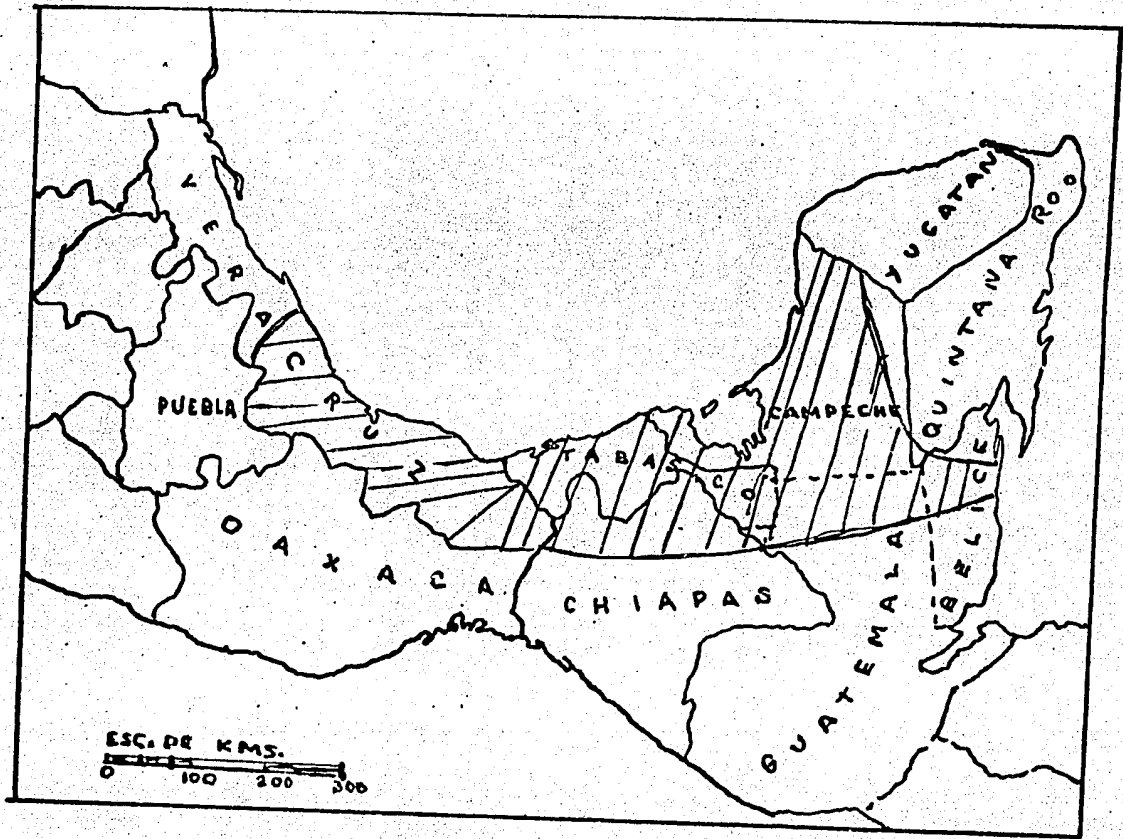 VERACRUZ
YUCATAN
QUINTANA ROO
PUEBLA
CAMPECHE
TABASCO
BELICE
OAXACA
CHIAPAS
GUATEMALA
ESC. DE KMS.
0 100 200 300